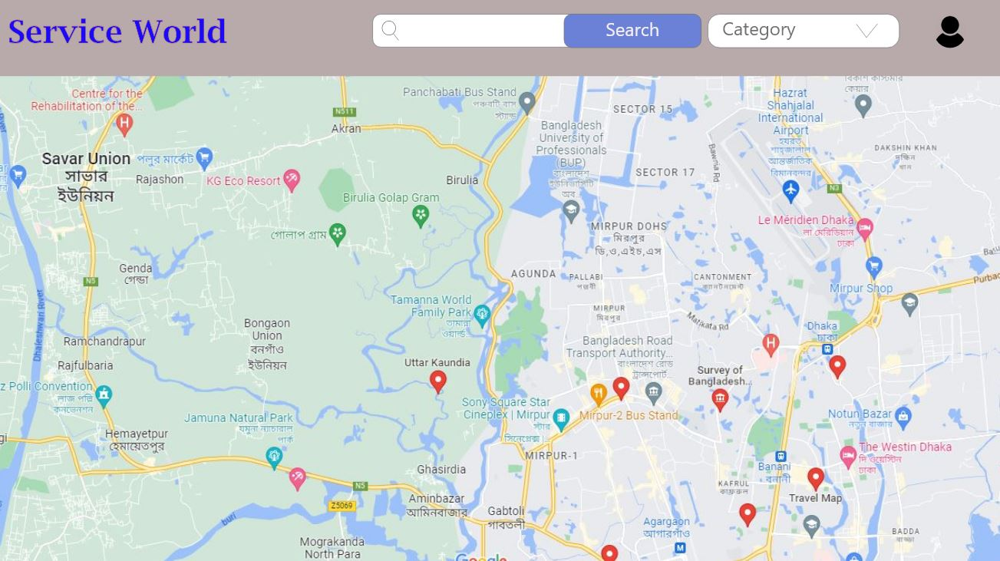 Service World
Search
Category
Centre for the
Rehabilitation of the...
Panchabati Bus Stand
পঞ্চবটি বাস
স্ট্যান্ড
N511
Akran
SECTOR 15
Hazrat
Shahjalal
International
Airport
হযরত
শাহজালাল
আন্তর্জাতিক
বিমানবন্দর
কেয়ার
Bangladesh
University of
Professionals
(BUP)
বাংলাদেশ
ইউনিভার্সিটি
অব...
DAKSHIN KHAN
দক্ষিন
খান
Savar Union
সাভার
ইউনিয়ন
পলুর মার্কেট
Rajashon
KG Eco Resort
Birulia
SECTOR 17
Bawnia Rd
N3
Birulia Golap Gram
গোলাপ গ্রাম
MIRPUR DOHS
মিরপুর
ডি,ও,এইচ,এস
Le Méridien Dhaka
লা মেরিডিয়ান
ঢাকা
Genda
গেন্ডা
N5
AGUNDA
PALLABI
পল্লবী
CANTONMENT
ক্যান্টনমেন্ট
Mirpur Shop
Tamanna World
Family Park
তামান্না
ওয়ার্ল্ড...
MIRPUR
মিরপুর
Matikata Rd
Dhaka
ঢাকা
Dhaleshwari River
Bongaon
Union
বনগাঁও
ইউনিয়ন
Ramchandrapur
Rajfulbaria
Bangladesh Road
Transport Authority...
বাংলাদেশ রোড
ট্রান্সপোর্ট...
Uttar Kaundia
Survey of
Bangladesh...
z Polli Convention
লাজ পল্লি
কনভেনশন
Sony Square Star
Cineplex | Mirpur
স্টার
সিনেপ্লেক্স |
Mirpur-2 Bus Stand
Notun Bazar
নতুন বাজার
Jamuna Natural Park
যমুনা ন্যাচারাল
পার্ক
Hemayetpur
হেমায়েতপুর
MIRPUR-1
The Westin Dhaka
দি ওয়েস্টিন
ঢাকা
Banani
বনানী
Ghasirdia
KAFRUL
কাফরুল
Travel Map
N5
Z5069
Aminbazar
আমিনবাজার
Gabtoli
গাবতলী
Agargaon
আগারগাঁও
buri
BADDA
বাড্ডা
Mograkanda
North Para
Google